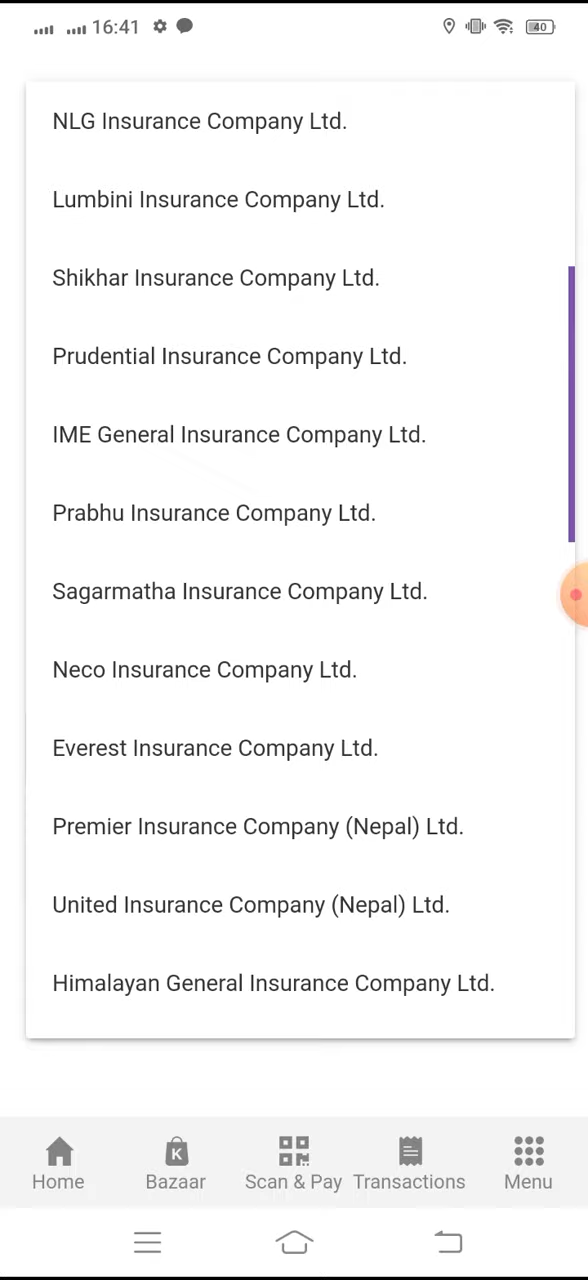 16:41
40
NLG Insurance Company Ltd.
Lumbini Insurance Company Ltd.
Shikhar Insurance Company Ltd.
Prudential Insurance Company Ltd.
IME General Insurance Company Ltd.
Prabhu Insurance Company Ltd.
Sagarmatha Insurance Company Ltd.
Neco Insurance Company Ltd.
Everest Insurance Company Ltd.
Premier Insurance Company (Nepal) Ltd.
United Insurance Company (Nepal) Ltd.
Himalayan General Insurance Company Ltd.
K
Home Bazaar Scan & Pay Transactions Menu